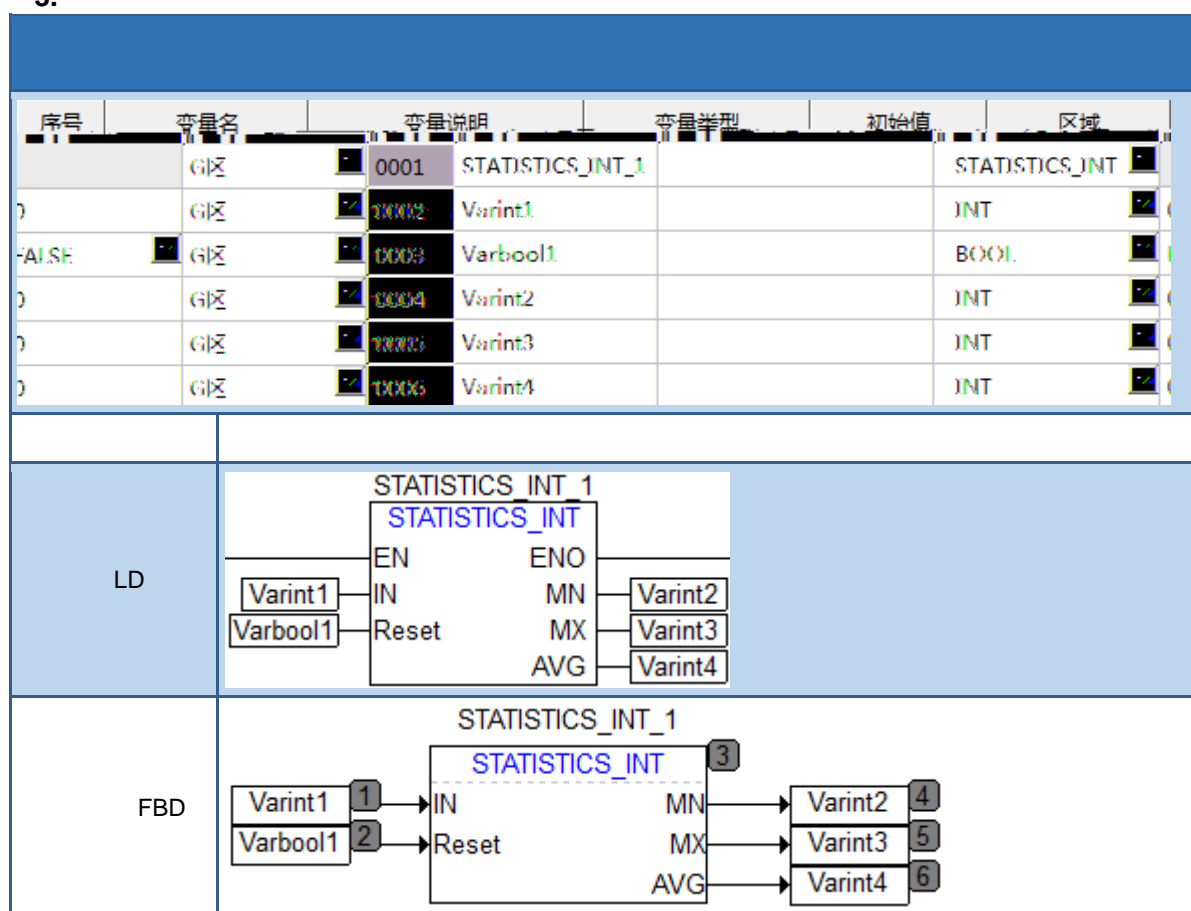 序号 变量名 变量说明 变量类型 初始值 区域
G区 0001 STATISTICS_INT_1 STATISTICS_INT
G区 0002 Varint1 INT
FALSE G区 0003 Varbool1 BOOL
G区 0004 Varint2 INT
G区 0005 Varint3 INT
G区 0006 Varint4 INT
LD
STATISTICS_INT_1
STATISTICS_INT
EN ENO
Varint1 IN MN Varint2
Varbool1 Reset MX Varint3
AVG Varint4
FBD
STATISTICS_INT_1
STATISTICS_INT 3
Varint1 1 IN MN Varint2 4
Varbool1 2 Reset MX Varint3 5
AVG Varint4 6